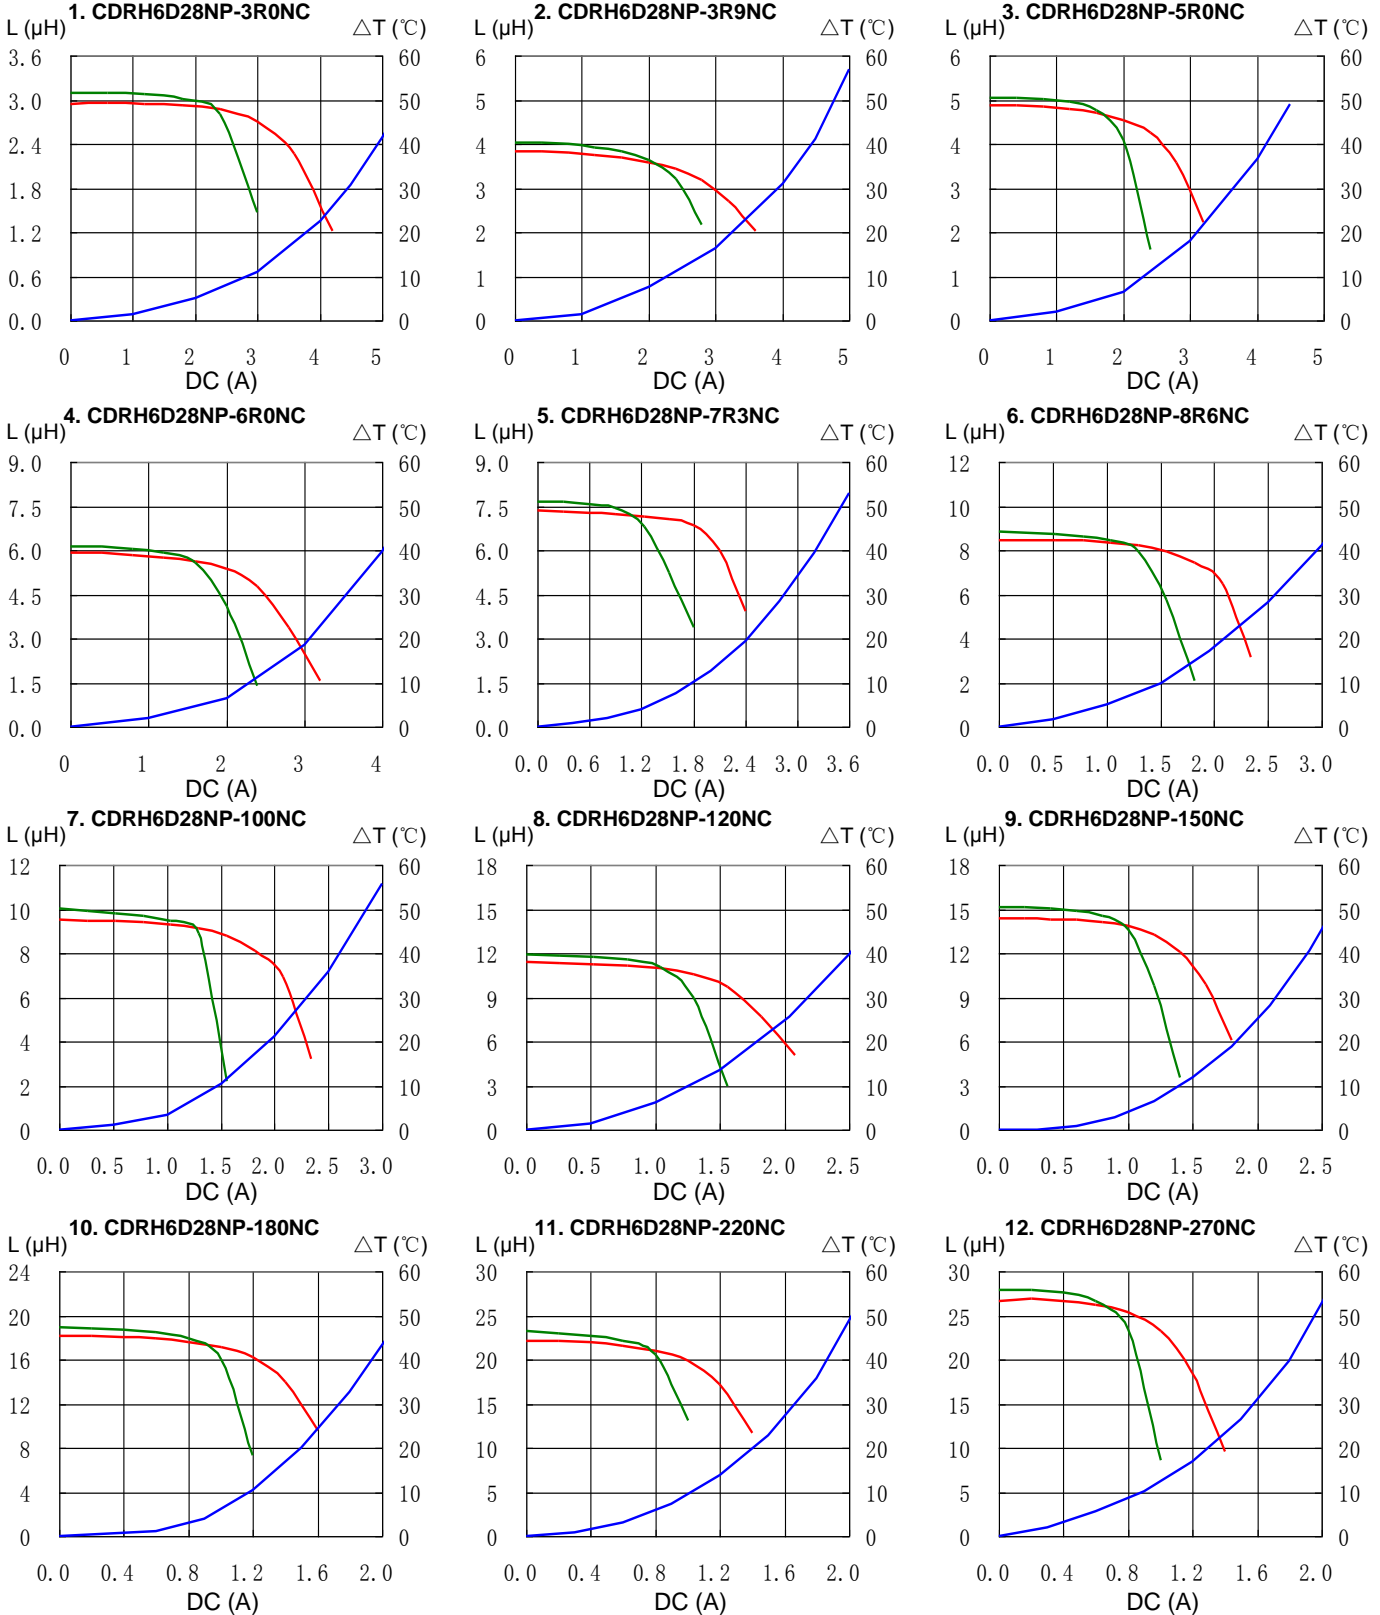 1. CDRH6D28NP-3R0NC
L (μH) △T (℃)
3.6 60
3.0 50
2.4 40
1.8 30
1.2 20
0.6 10
0.0 0
0 1 2 3 4 5
DC (A)
2. CDRH6D28NP-3R9NC
L (μH) △T (℃)
6 60
5 50
4 40
3 30
2 20
1 10
0 0
0 1 2 3 4 5
DC (A)
3. CDRH6D28NP-5R0NC
L (μH) △T (℃)
6 60
5 50
4 40
3 30
2 20
1 10
0 0
0 1 2 3 4 5
DC (A)
4. CDRH6D28NP-6R0NC
L (μH) △T (℃)
9.0 60
7.5 50
6.0 40
4.5 30
3.0 20
1.5 10
0.0 0
0 1 2 3 4
DC (A)
5. CDRH6D28NP-7R3NC
L (μH) △T (℃)
9.0 60
7.5 50
6.0 40
4.5 30
3.0 20
1.5 10
0.0 0
0.0 0.6 1.2 1.8 2.4 3.0 3.6
DC (A)
6. CDRH6D28NP-8R6NC
L (μH) △T (℃)
12 60
10 50
8 40
6 30
4 20
2 10
0 0
0.0 0.5 1.0 1.5 2.0 2.5 3.0
DC (A)
7. CDRH6D28NP-100NC
L (μH) △T (℃)
12 60
10 50
8 40
6 30
4 20
2 10
0 0
0.0 0.5 1.0 1.5 2.0 2.5 3.0
DC (A)
8. CDRH6D28NP-120NC
L (μH) △T (℃)
18 60
15 50
12 40
9 30
6 20
3 10
0 0
0.0 0.5 1.0 1.5 2.0 2.5
DC (A)
9. CDRH6D28NP-150NC
L (μH) △T (℃)
18 60
15 50
12 40
9 30
6 20
3 10
0 0
0.0 0.5 1.0 1.5 2.0 2.5
DC (A)
10. CDRH6D28NP-180NC
L (μH) △T (℃)
24 60
20 50
16 40
12 30
8 20
4 10
0 0
0.0 0.4 0.8 1.2 1.6 2.0
DC (A)
11. CDRH6D28NP-220NC
L (μH) △T (℃)
30 60
25 50
20 40
15 30
10 20
5 10
0 0
0.0 0.4 0.8 1.2 1.6 2.0
DC (A)
12. CDRH6D28NP-270NC
L (μH) △T (℃)
30 60
25 50
20 40
15 30
10 20
5 10
0 0
0.0 0.4 0.8 1.2 1.6 2.0
DC (A)